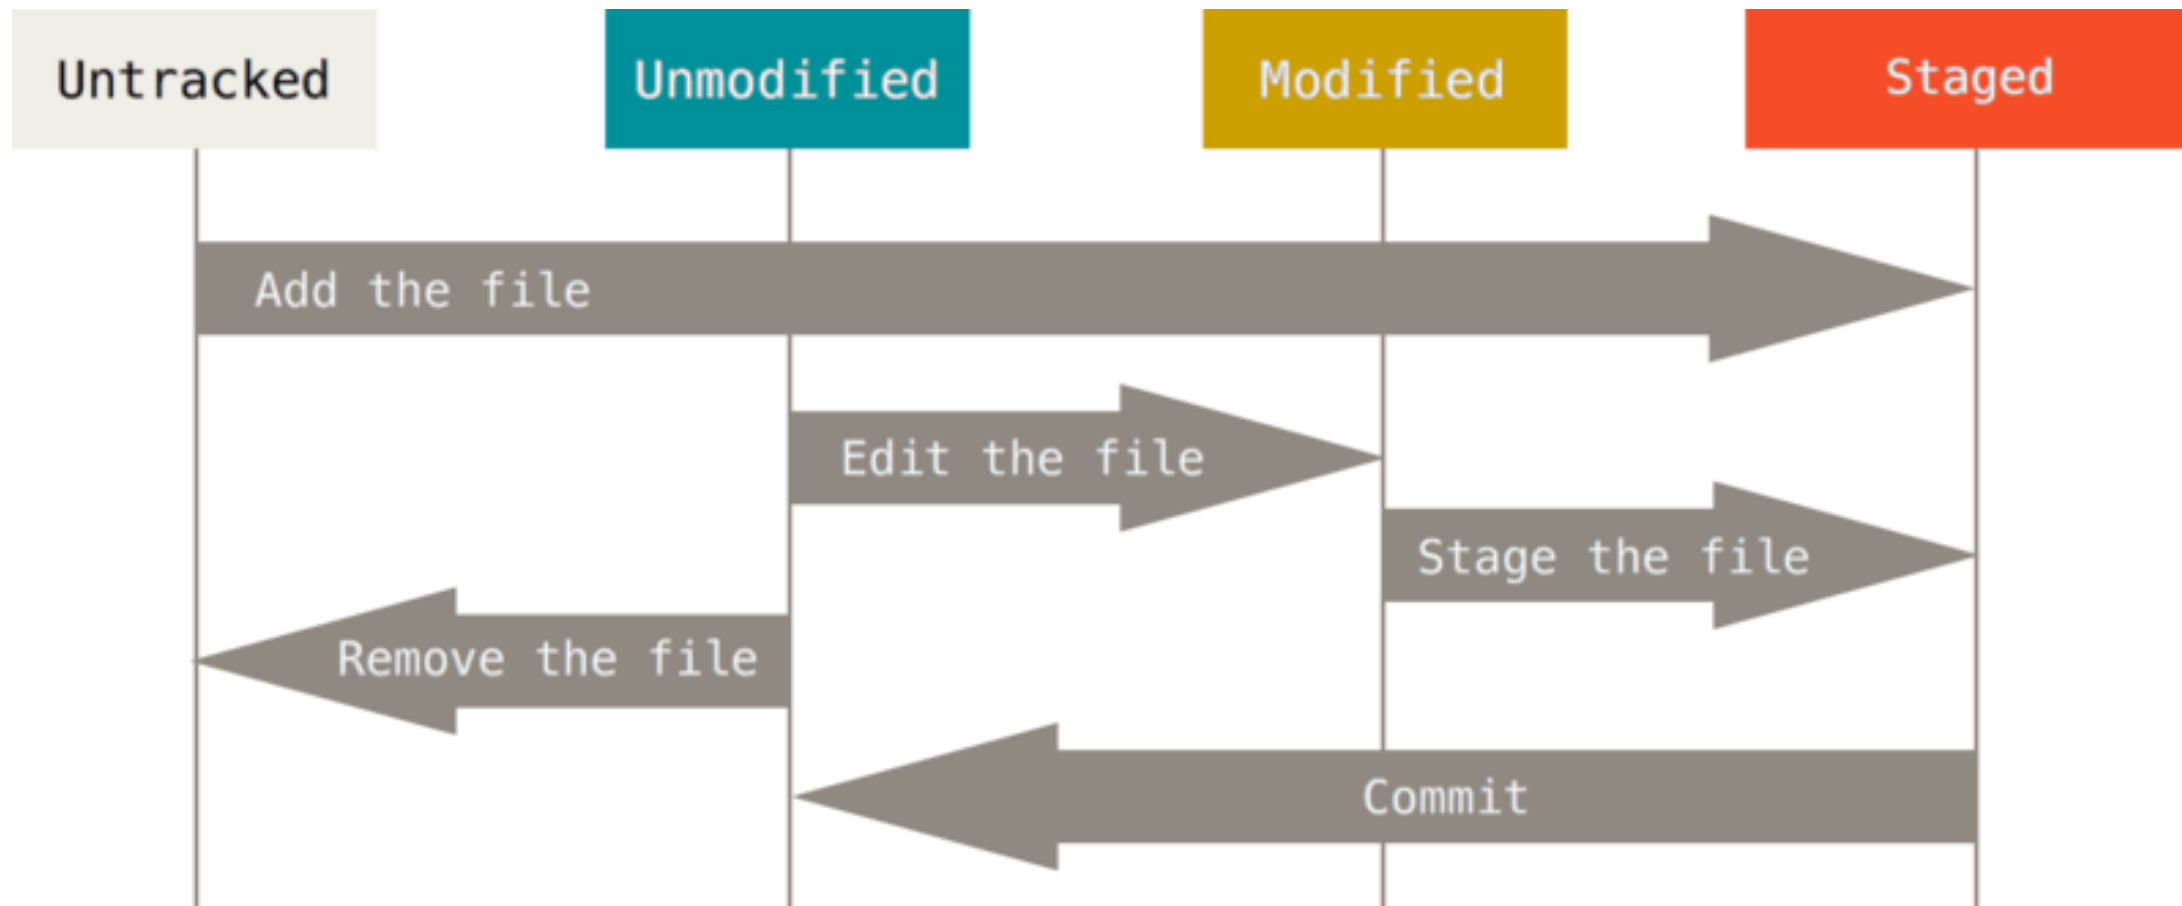 Untracked
Unmodified
Modified
Staged
Add the file
Edit the file
Stage the file
Remove the file
Commit